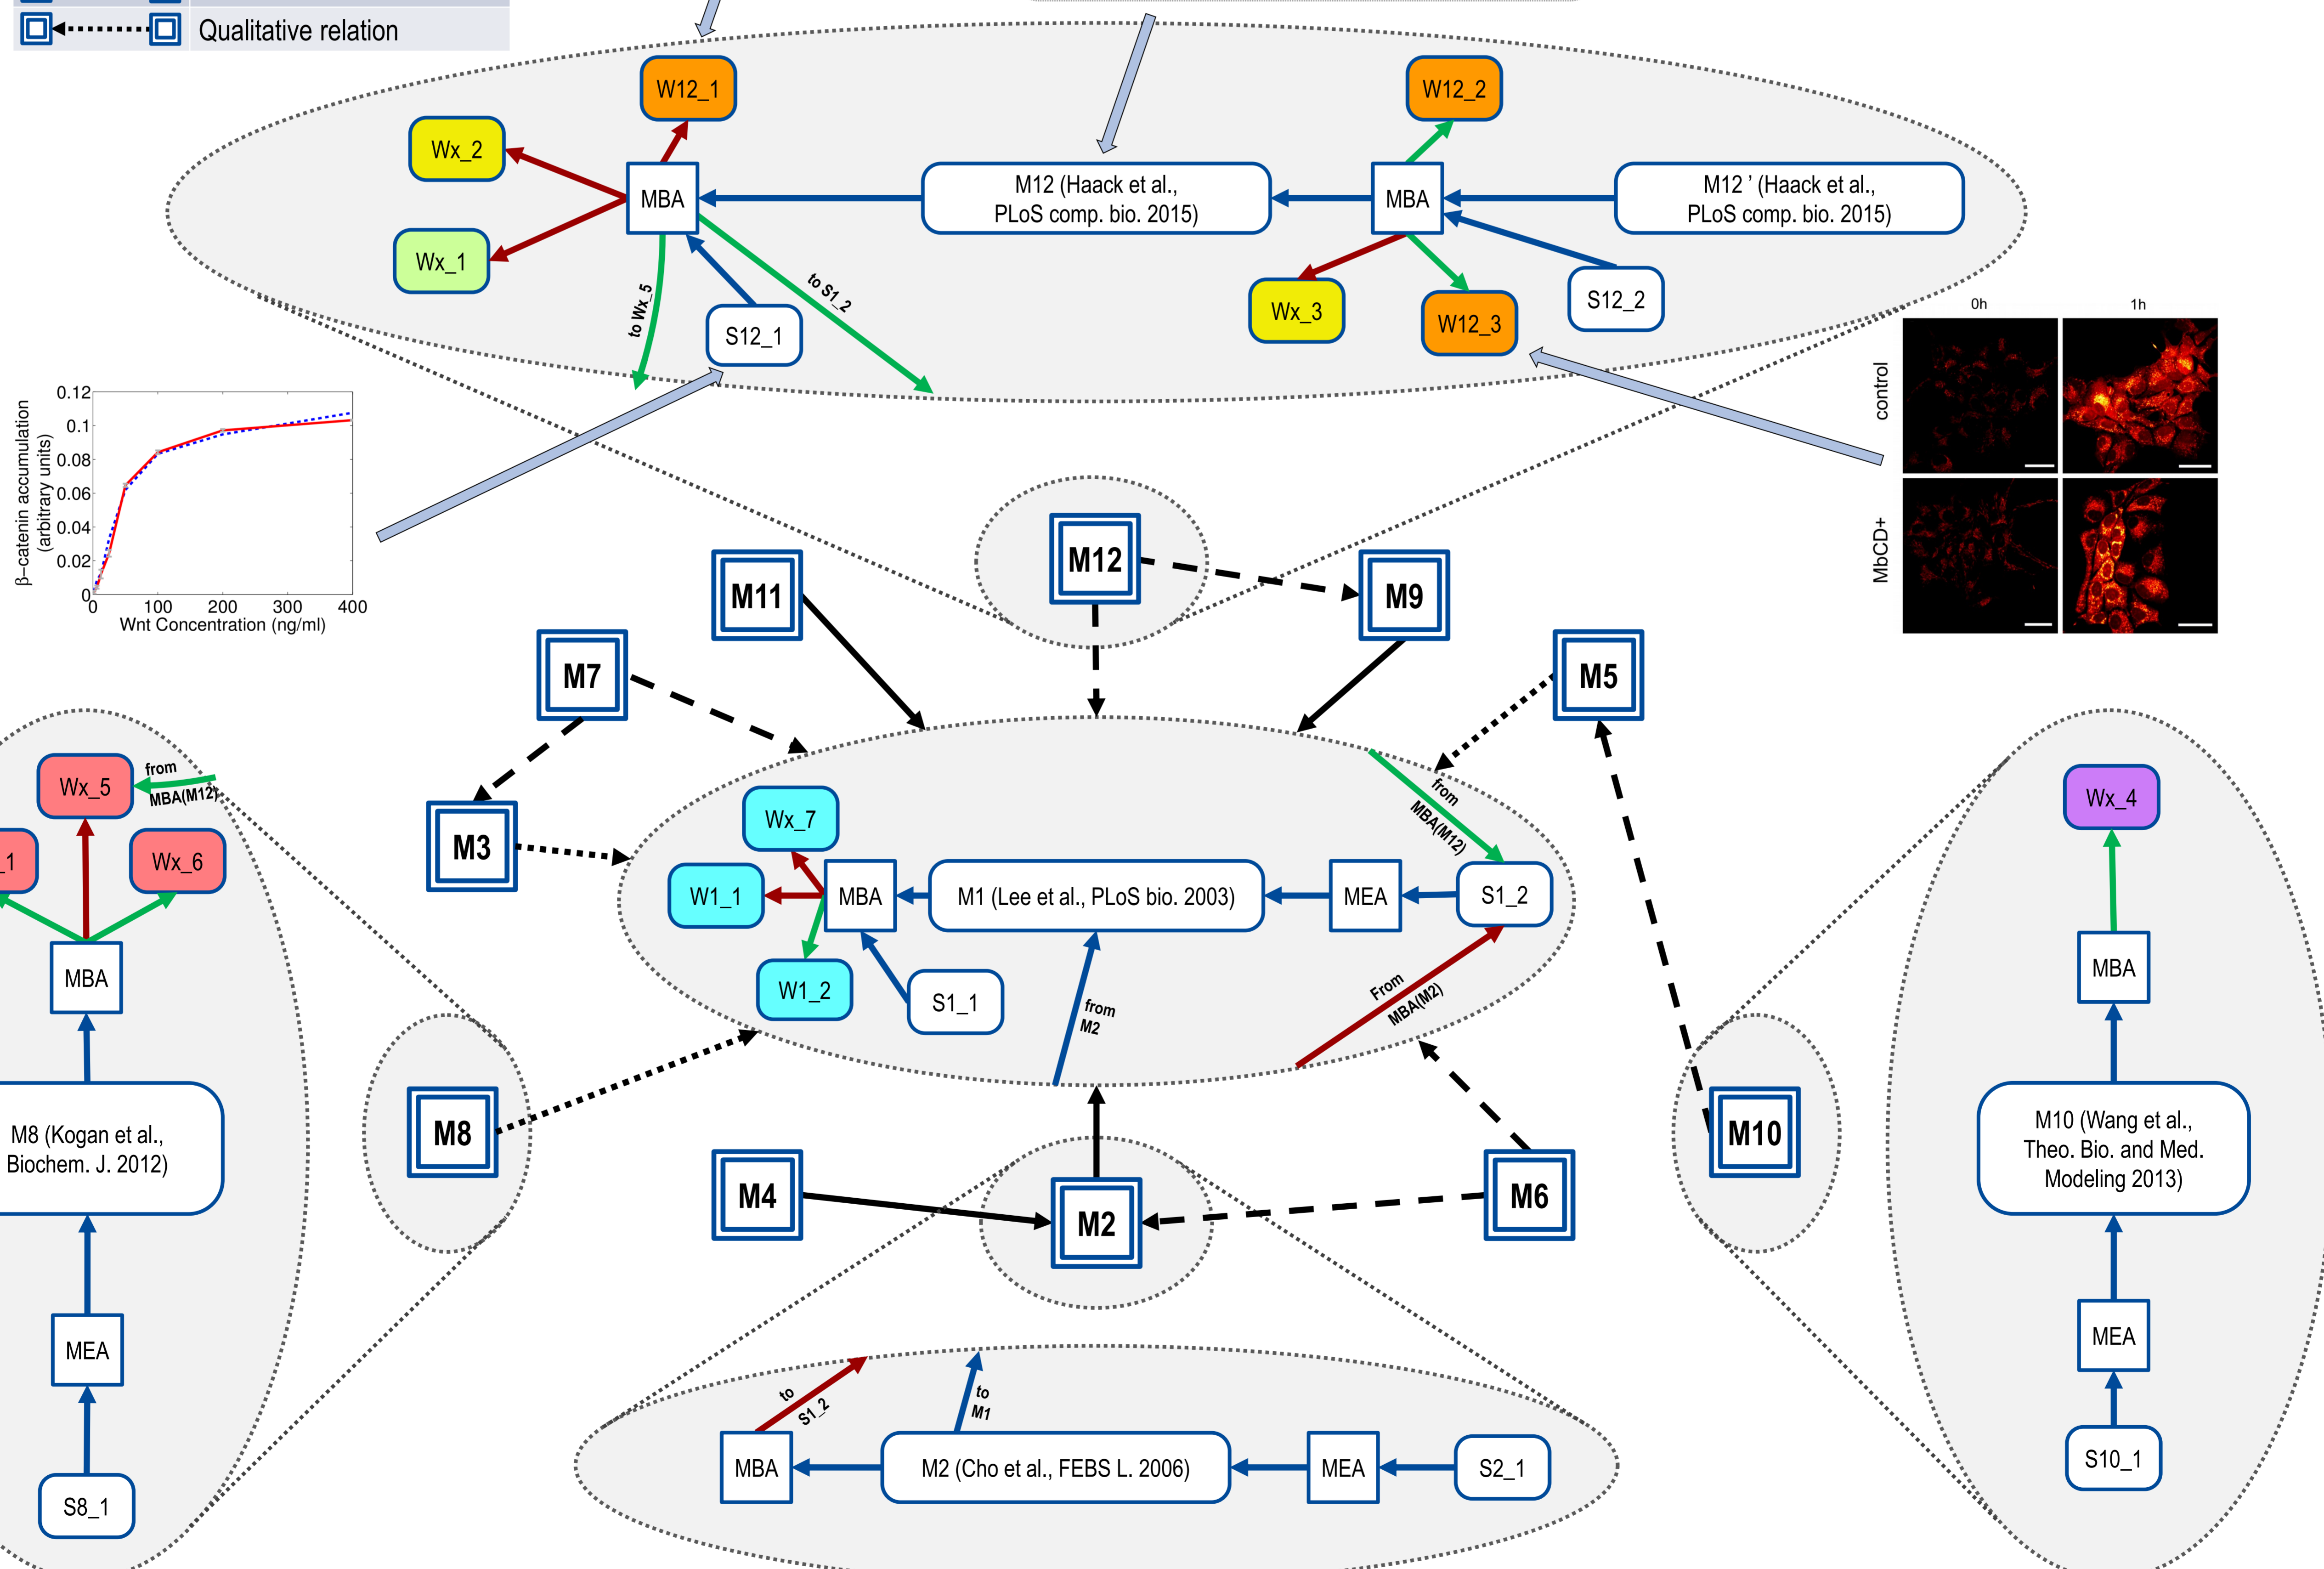 Qualitative relation
W12_1
W12_2
Wx_2
MBA
M12 (Haack et al.,
PLoS comp. bio. 2015)
MBA
M12 ' (Haack et al.,
PLoS comp. bio. 2015)
Wx_1
to Wx_5
to S1_2
S12_1
Wx_3
W12_3
S12_2
0h
1h
control
MbCD+
0.12
0.1
0.08
0.06
0.04
0.02
0
0
100
200
300
400
β−catenin accumulation
(arbitrary units)
Wnt Concentration (ng/ml)
M12
M11
M9
M7
M5
M3
Wx_5
from
MBA(M12)
_1
Wx_6
MBA
M8 (Kogan et al.,
Biochem. J. 2012)
MEA
S8_1
M8
from
MBA(M12)
Wx_7
W1_1
MBA
M1 (Lee et al., PLoS bio. 2003)
MEA
S1_2
W1_2
S1_1
from
M2
From
MBA(M2)
M4
M2
M6
M10
Wx_4
MBA
M10 (Wang et al.,
Theo. Bio. and Med.
Modeling 2013)
MEA
S10_1
to
S1_2
to
M1
MBA
M2 (Cho et al., FEBS L. 2006)
MEA
S2_1